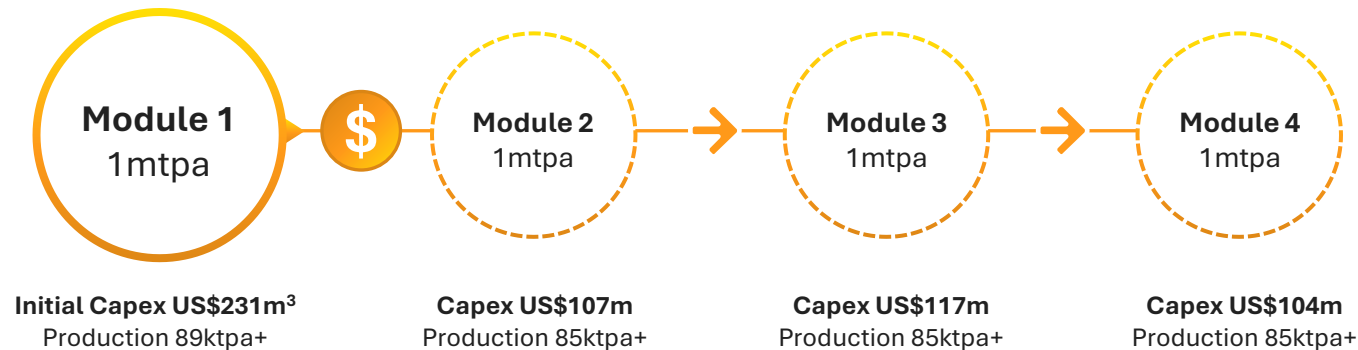 Module 1
1mtpa
$
Module 2
1mtpa
Module 3
1mtpa
Module 4
1mtpa
Initial Capex US$231m³
Production 89ktpa+
Capex US$107m
Production 85ktpa+
Capex US$117m
Production 85ktpa+
Capex US$104m
Production 85ktpa+